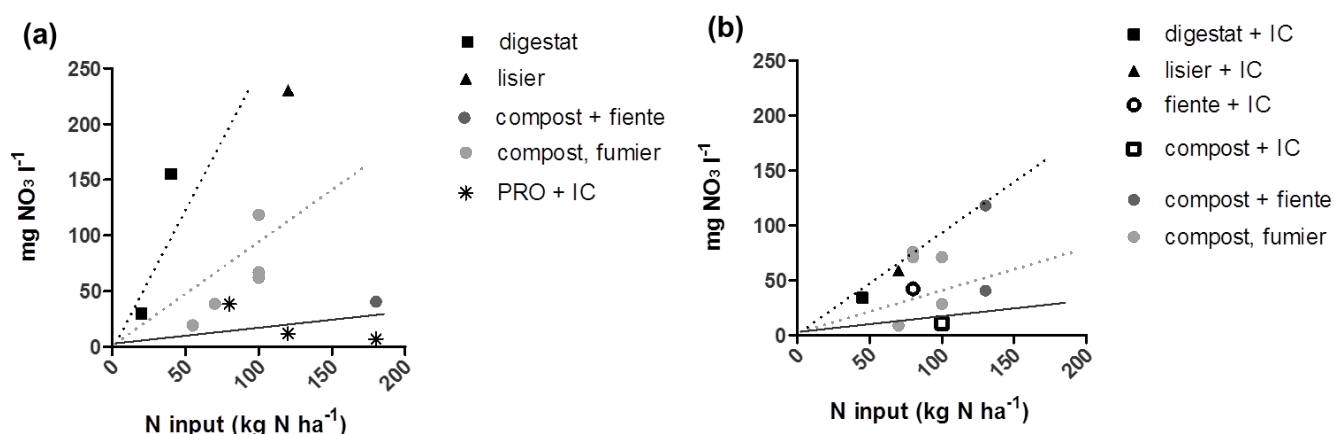 (a)
digestat
lisier
compost + fiente
compost, fumier
PRO + IC
250
200
150
100
50
0
mg NO₃ l⁻¹
0
50
100
150
200
N input (kg N ha⁻¹)
(b)
digestat + IC
lisier + IC
fiente + IC
compost + IC
compost + fiente
compost, fumier
250
200
150
100
50
0
mg NO₃ l⁻¹
0
50
100
150
200
N input (kg N ha⁻¹)